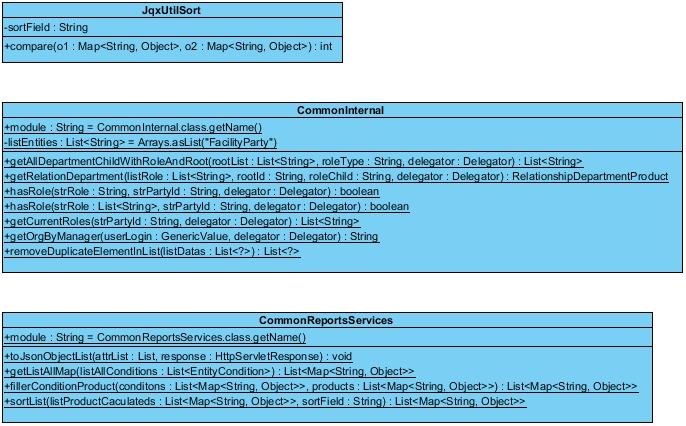 JqxUtilSort
-sortField : String
+compare(o1 : Map<String, Object>, o2 : Map<String, Object>) : int
CommonInternal
+module : String = CommonInternal.class.getName()
-listEntities : List<String> = Arrays.asList("FacilityParty")
+getAllDepartmentChildWithRoleAndRoot(rootList : List<String>, roleType : String, delegator : Delegator) : List<String>
+getRelationDepartment(listRole : List<String>, rootId : String, roleChild : String, delegator : Delegator) : RelationshipDepartmentProduct
+hasRole(strRole : String, strPartyId : String, delegator : Delegator) : boolean
+hasRole(strRole : List<String>, strPartyId : String, delegator : Delegator) : boolean
+getCurrentRoles(strPartyId : String, delegator : Delegator) : List<String>
+getOrgByManager(userLogin : GenericValue, delegator : Delegator) : String
+removeDuplicateElementInList(listDatas : List<?>) : List<?>
CommonReportsServices
+module : String = CommonReportsServices.class.getName()
+toJsonObjectList(attrList : List, response : HttpServletResponse) : void
+getListAllMap(listAllConditions : List<EntityCondition>) : List<Map<String, Object>>
+fillerConditionProduct(conditons : List<Map<String, Object>>, products : List<Map<String, Object>>) : List<Map<String, Object>>
+sortList(listProductCaculateds : List<Map<String, Object>>, sortField : String) : List<Map<String, Object>>